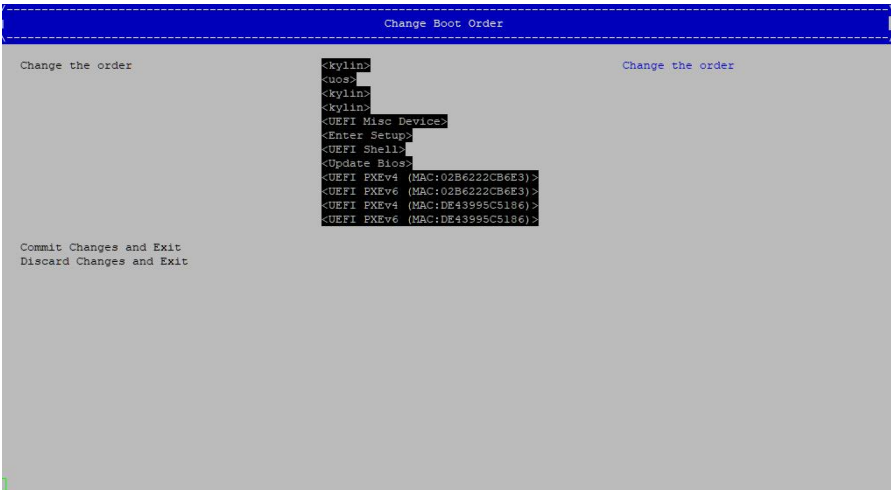 Change Boot Order
Change the order <kylin> Change the order
<uos>
<kylin>
<kylin>
<UEFI Misc Device>
<Enter Setup>
<UEFI Shell>
<Update Bios>
<UEFI PXEv4 (MAC:02B6222CB6E3)>
<UEFI PXEv6 (MAC:02B6222CB6E3)>
<UEFI PXEv4 (MAC:DE43995C5186)>
<UEFI PXEv6 (MAC:DE43995C5186)>
Commit Changes and Exit
Discard Changes and Exit